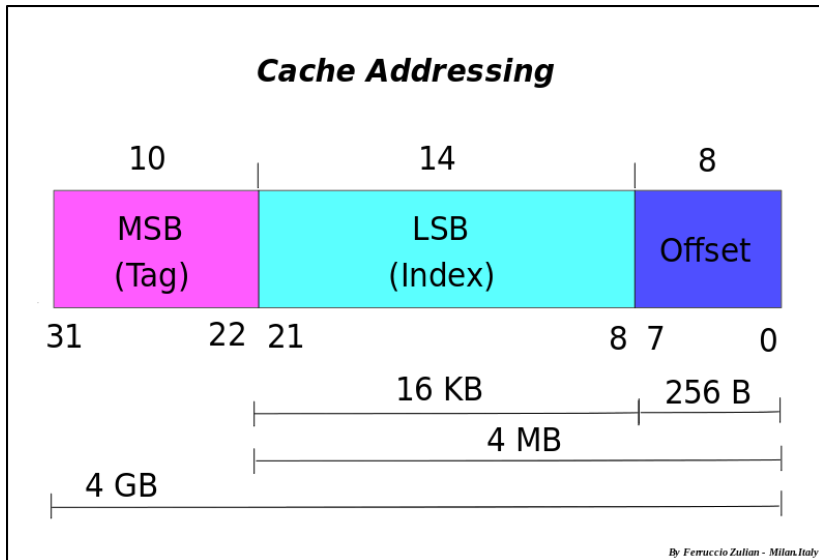 Cache Addressing
10 14 8
MSB
(Tag)
LSB
(Index)
Offset
31 22 21 8 7 0
16 KB 256 B
4 MB
4 GB
By Ferruccio Zulian - Milan.Italy